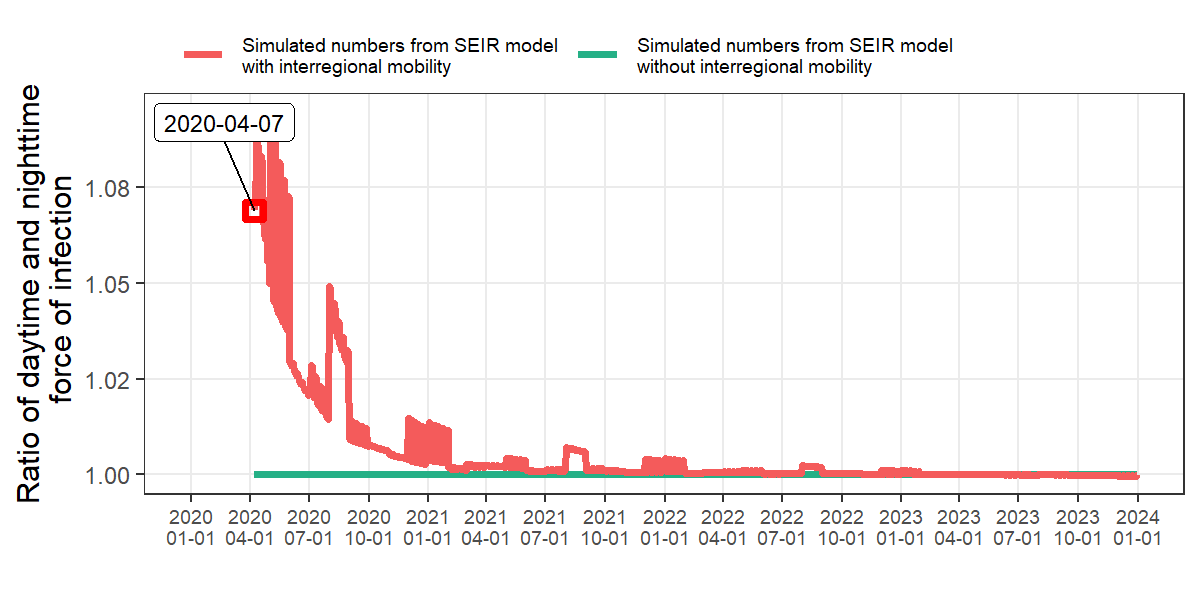 Simulated numbers from SEIR model
with interregional mobility
Simulated numbers from SEIR model
without interregional mobility
Ratio of daytime and nighttime
force of infection
2020-04-07
1.08
1.05
1.02
1.00
2020 2020 2020 2020 2021 2021 2021 2021 2022 2022 2022 2022 2023 2023 2023 2023 2024
01-01 04-01 07-01 10-01 01-01 04-01 07-01 10-01 01-01 04-01 07-01 10-01 01-01 04-01 07-01 10-01 01-01